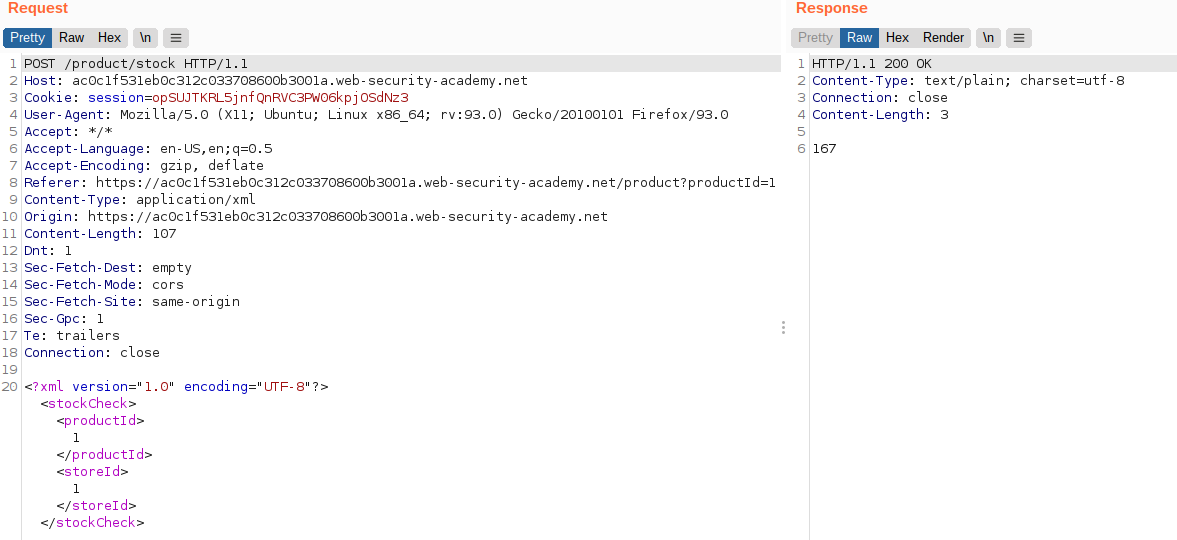 Request
Pretty Raw Hex \n ≡
1 POST /product/stock HTTP/1.1
2 Host: ac0c1f531eb0c312c033708600b3001a.web-security-academy.net
3 Cookie: session=opSUJTKRL5jnfQnRVC3PW06kpjOSdNz3
4 User-Agent: Mozilla/5.0 (X11; Ubuntu; Linux x86_64; rv:93.0) Gecko/20100101 Firefox/93.0
5 Accept: */*
6 Accept-Language: en-US,en;q=0.5
7 Accept-Encoding: gzip, deflate
8 Referer: https://ac0c1f531eb0c312c033708600b3001a.web-security-academy.net/product?productId=1
9 Content-Type: application/xml
10 Origin: https://ac0c1f531eb0c312c033708600b3001a.web-security-academy.net
11 Content-Length: 107
12 Dnt: 1
13 Sec-Fetch-Dest: empty
14 Sec-Fetch-Mode: cors
15 Sec-Fetch-Site: same-origin
16 Sec-Gpc: 1
17 Te: trailers
18 Connection: close
19
20 <?xml version="1.0" encoding="UTF-8"?>
<stockCheck>
<productId>
1
</productId>
<storeId>
1
</storeId>
</stockCheck>
Response
Pretty Raw Hex Render \n ≡
1 HTTP/1.1 200 OK
2 Content-Type: text/plain; charset=utf-8
3 Connection: close
4 Content-Length: 3
5
6 167